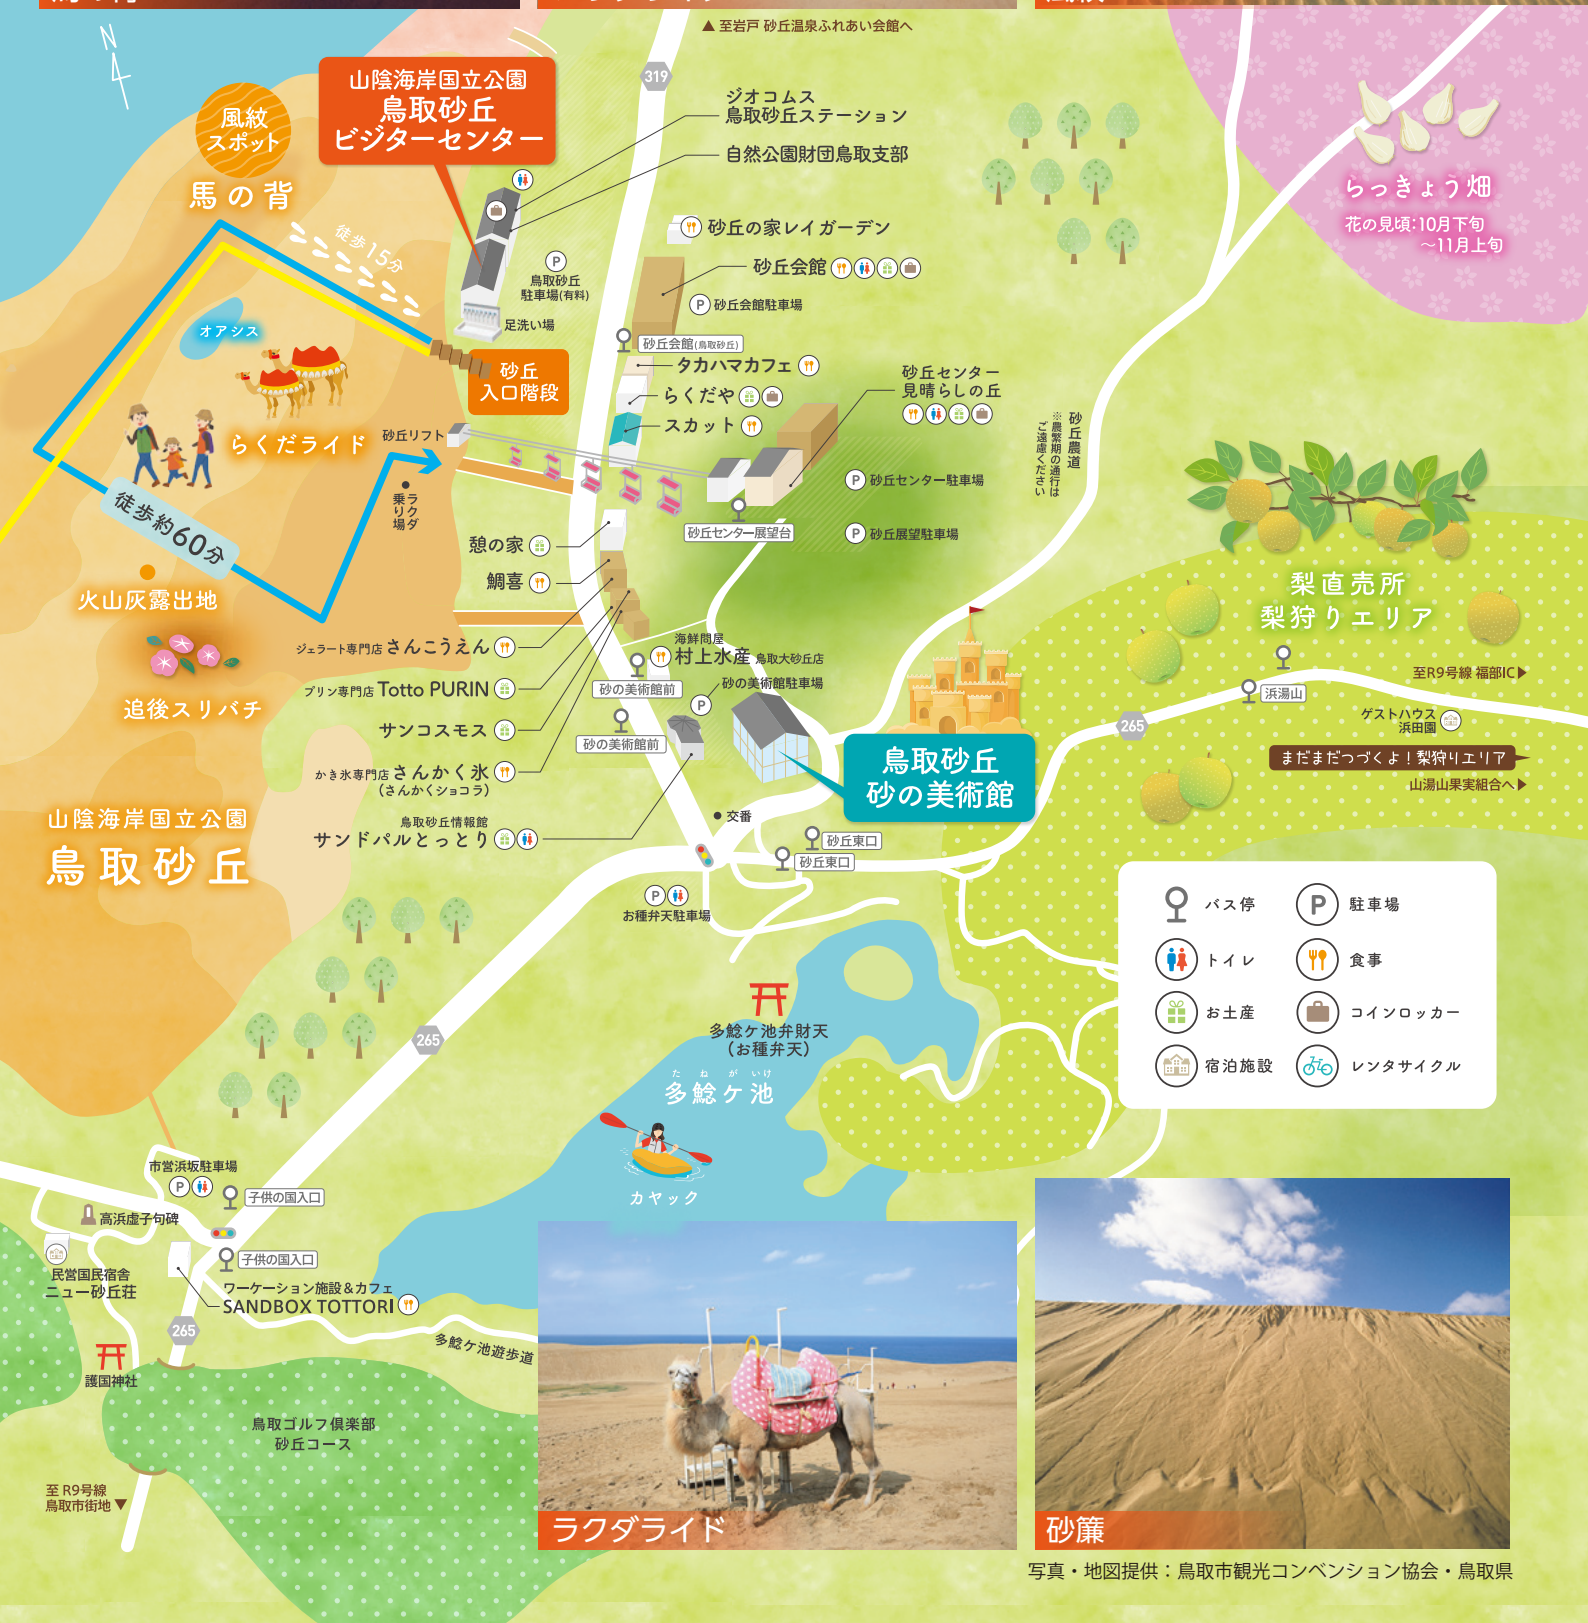 ▲ 至岩戸 砂丘温泉ふれあい会館へ
N
山陰海岸国立公園
鳥取砂丘
ビジターセンター
風紋
スポット
馬の背
徒歩15分
オアシス
らくだライド
徒歩約60分
火山灰露出地
追後スリバチ
山陰海岸国立公園
鳥取砂丘
319
ジオコムス
鳥取砂丘ステーション
自然公園財団鳥取支部
P
鳥取砂丘
駐車場(有料)
足洗い場
砂丘
入口階段
砂丘リフト
ラクダ
乗り場
砂丘の家レイガーデン
砂丘会館
P 砂丘会館駐車場
砂丘会館(鳥取砂丘)
タカハマカフェ
らくだや
スカット
砂丘センター
見晴らしの丘
P 砂丘センター駐車場
砂丘センター展望台
P 砂丘展望駐車場
砂丘農道
※農繁期の通行は
ご遠慮ください
らっきょう畑
花の見頃:10月下旬
～11月上旬
憩の家
鯛喜
ジェラート専門店 さんこうえん
プリン専門店 Totto PURIN
サンコスモス
かき氷専門店 さんかく氷
(さんかくショコラ)
鳥取砂丘情報館
サンドパルとっとり
海鮮問屋
村上水産 鳥取大砂丘店
砂の美術館前
砂の美術館駐車場
P
砂の美術館前
鳥取砂丘
砂の美術館
交番
砂丘東口
砂丘東口
P
お種弁天駐車場
梨直売所
梨狩りエリア
至R9号線 福部IC▶
浜湯山
265
ゲストハウス
浜田園
まだまだつづくよ！梨狩りエリア
山湯山果実組合へ▶
バス停
P 駐車場
トイレ
食事
お土産
コインロッカー
宿泊施設
レンタサイクル
多鯰ケ池弁財天
(お種弁天)
たねがいけ
多鯰ケ池
カヤック
265
市営浜坂駐車場
P
子供の国入口
高浜虚子句碑
子供の国入口
民営国民宿舎
ニュー砂丘荘
ワーケーション施設＆カフェ
SANDBOX TOTTORI
265
多鯰ケ池遊歩道
護国神社
鳥取ゴルフ倶楽部
砂丘コース
至 R9号線
鳥取市街地 ▼
ラクダライド
砂簾
写真・地図提供：鳥取市観光コンベンション協会・鳥取県